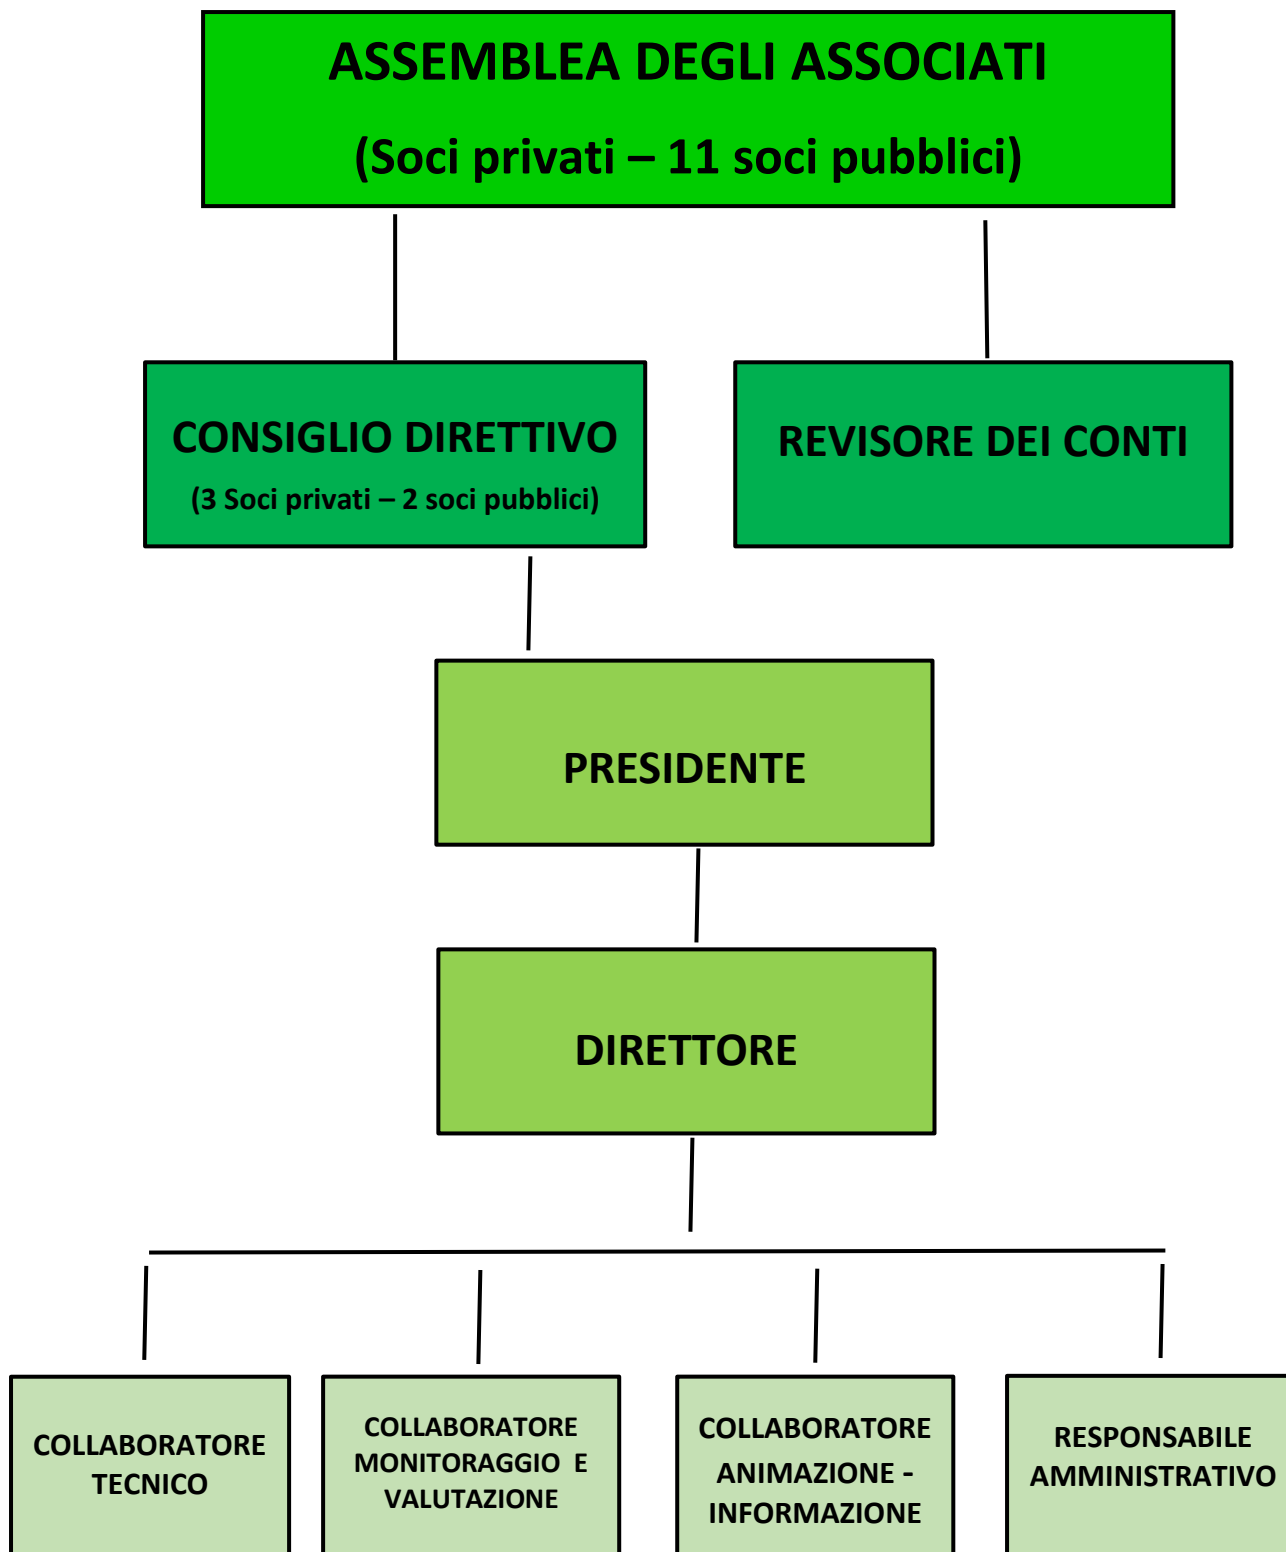 ASSEMBLEA DEGLI ASSOCIATI
(Soci privati – 11 soci pubblici)
CONSIGLIO DIRETTIVO
(3 Soci privati – 2 soci pubblici)
REVISORE DEI CONTI
PRESIDENTE
DIRETTORE
COLLABORATORE
TECNICO
COLLABORATORE
MONITORAGGIO E
VALUTAZIONE
COLLABORATORE
ANIMAZIONE -
INFORMAZIONE
RESPONSABILE
AMMINISTRATIVO